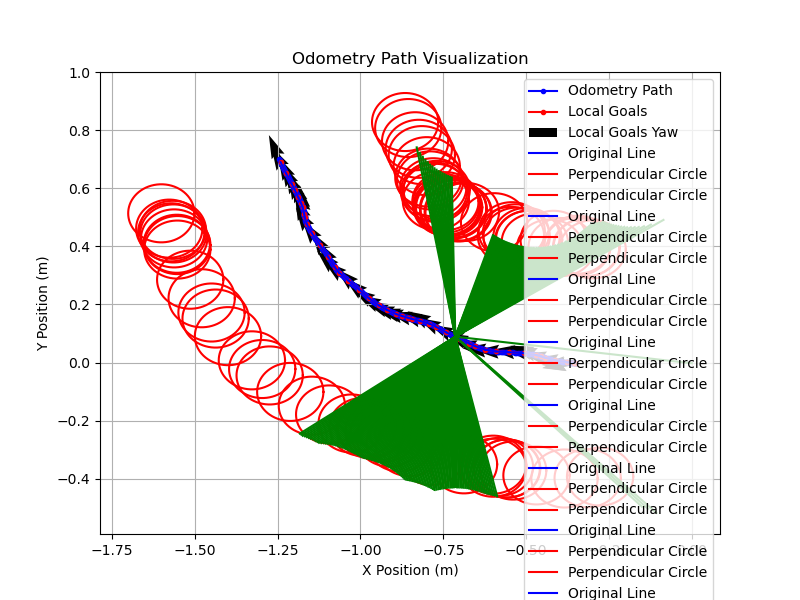 Odometry Path Visualization
Y Position (m)
1.0
0.8
0.6
0.4
0.2
0.0
−0.2
−0.4
−1.75
−1.50
−1.25
−1.00
−0.75
−0.50
X Position (m)
Odometry Path
Local Goals
Local Goals Yaw
Original Line
Perpendicular Circle
Perpendicular Circle
Original Line
Perpendicular Circle
Perpendicular Circle
Original Line
Perpendicular Circle
Perpendicular Circle
Original Line
Perpendicular Circle
Perpendicular Circle
Original Line
Perpendicular Circle
Perpendicular Circle
Original Line
Perpendicular Circle
Perpendicular Circle
Original Line
Perpendicular Circle
Perpendicular Circle
Original Line